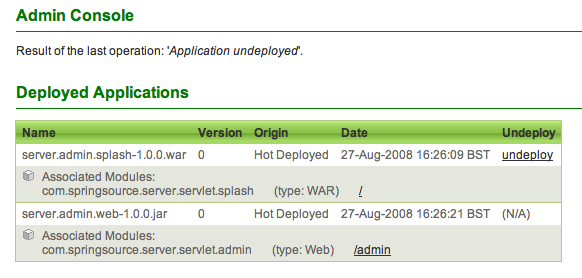 Admin Console
Result of the last operation: 'Application undeployed'.
Deployed Applications
Name Version Origin Date Undeploy
server.admin.splash-1.0.0.war 0 Hot Deployed 27-Aug-2008 16:26:09 BST undeploy
Associated Modules:
com.springsource.server.servlet.splash (type: WAR) /
server.admin.web-1.0.0.jar 0 Hot Deployed 27-Aug-2008 16:26:21 BST (N/A)
Associated Modules:
com.springsource.server.servlet.admin (type: Web) /admin